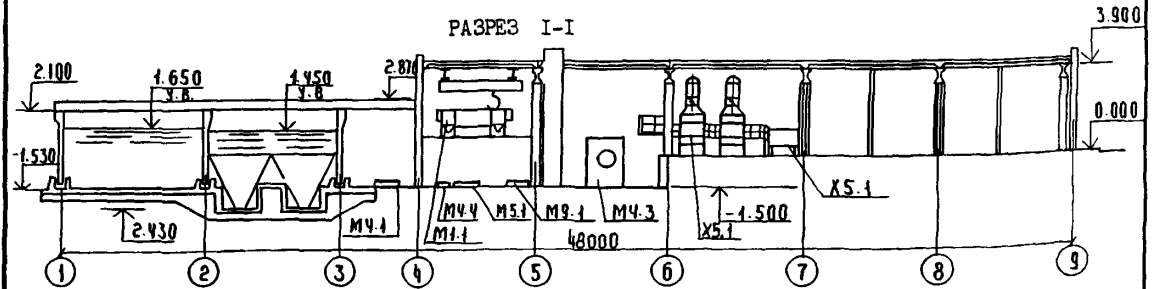 РАЗРЕЗ I-I
3.900
2.100
1.650
У.В.
1.450
У.В.
2.870
0.000
-1.530
2.430
М4.1
М4.4
М1.1
М5.1
М9.1
М4.3
-1.500
Х5.1
Х5.1
48000
1 2 3 4 5 6 7 8 9